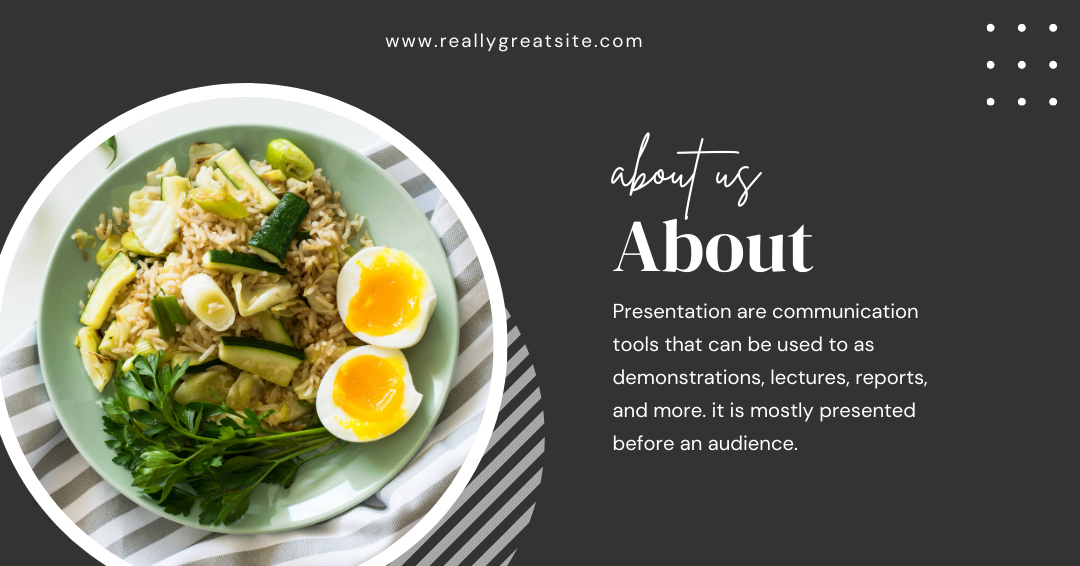 www.reallygreatsite.com
about us
About
Presentation are communication
tools that can be used to as
demonstrations, lectures, reports,
and more. it is mostly presented
before an audience.